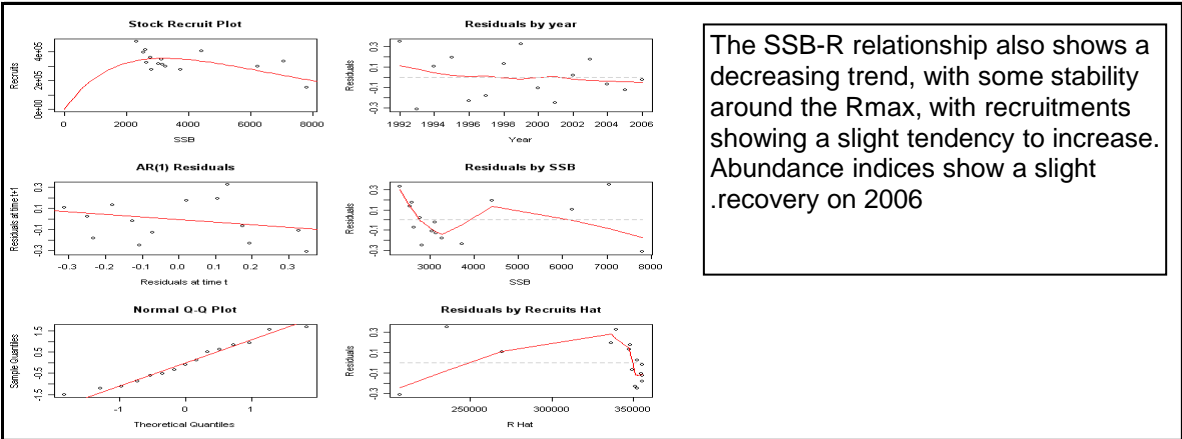 Stock Recruit Plot
Recruits
0e+00 2e+05 4e+05
0 2000 4000 6000 8000
SSB
Residuals by year
Residuals
-0.3 -0.1 0.1 0.3
1992 1994 1996 1998 2000 2002 2004 2006
Year
AR(1) Residuals
Residuals at time t+1
-0.3 -0.1 0.1 0.3
-0.3 -0.2 -0.1 0.0 0.1 0.2 0.3
Residuals at time t
Residuals by SSB
Residuals
-0.3 -0.1 0.1 0.3
3000 4000 5000 6000 7000 8000
SSB
Normal Q-Q Plot
Sample Quantiles
-1.5 -0.5 0.5 1.5
-1 0 1
Theoretical Quantiles
Residuals by Recruits Hat
Residuals
-0.3 -0.1 0.1 0.3
250000 300000 350000
R Hat
The SSB-R relationship also shows a
decreasing trend, with some stability
around the Rmax, with recruitments
showing a slight tendency to increase.
Abundance indices show a slight
.recovery on 2006